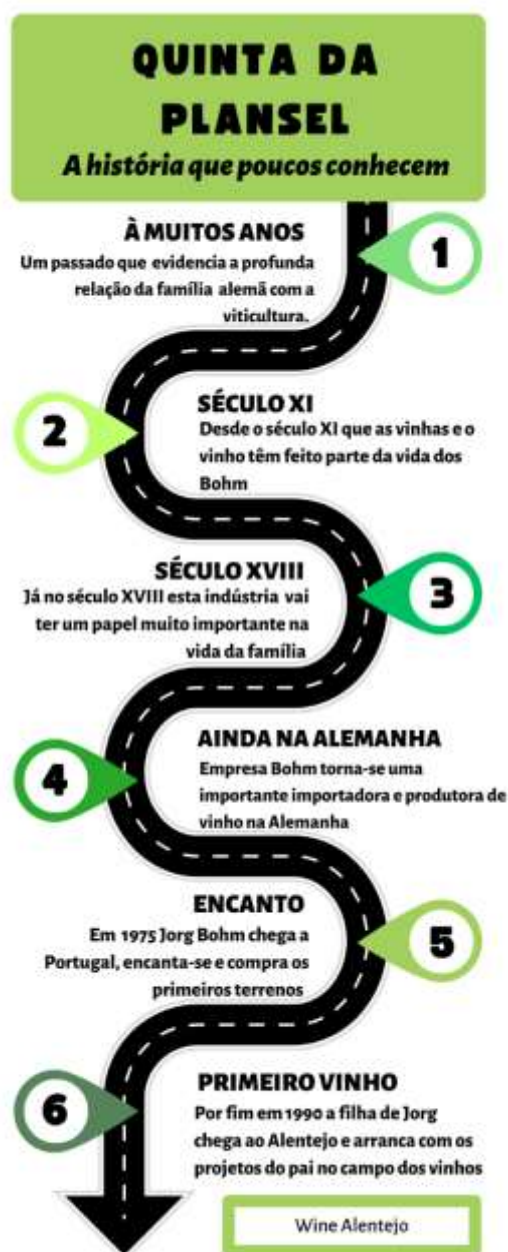 QUINTA DA
PLANSEL
A história que poucos conhecem
À MUITOS ANOS
1
Um passado que evidencia a profunda
relação da família alemã com a
viticultura.
2
SÉCULO XI
Desde o século XI que as vinhas e o
vinho têm feito parte da vida dos
Bohm
SÉCULO XVIII
3
Já no século XVIII esta indústria vai
ter um papel muito importante na
vida da família
4
AINDA NA ALEMANHA
Empresa Bohm torna-se uma
importante importadora e produtora de
vinho na Alemanha
ENCANTO
5
Em 1975 Jorg Bohm chega a
Portugal, encanta-se e compra os
primeiros terrenos
6
PRIMEIRO VINHO
Por fim em 1990 a filha de Jorg
chega ao Alentejo e arranca com os
projetos do pai no campo dos vinhos
Wine Alentejo